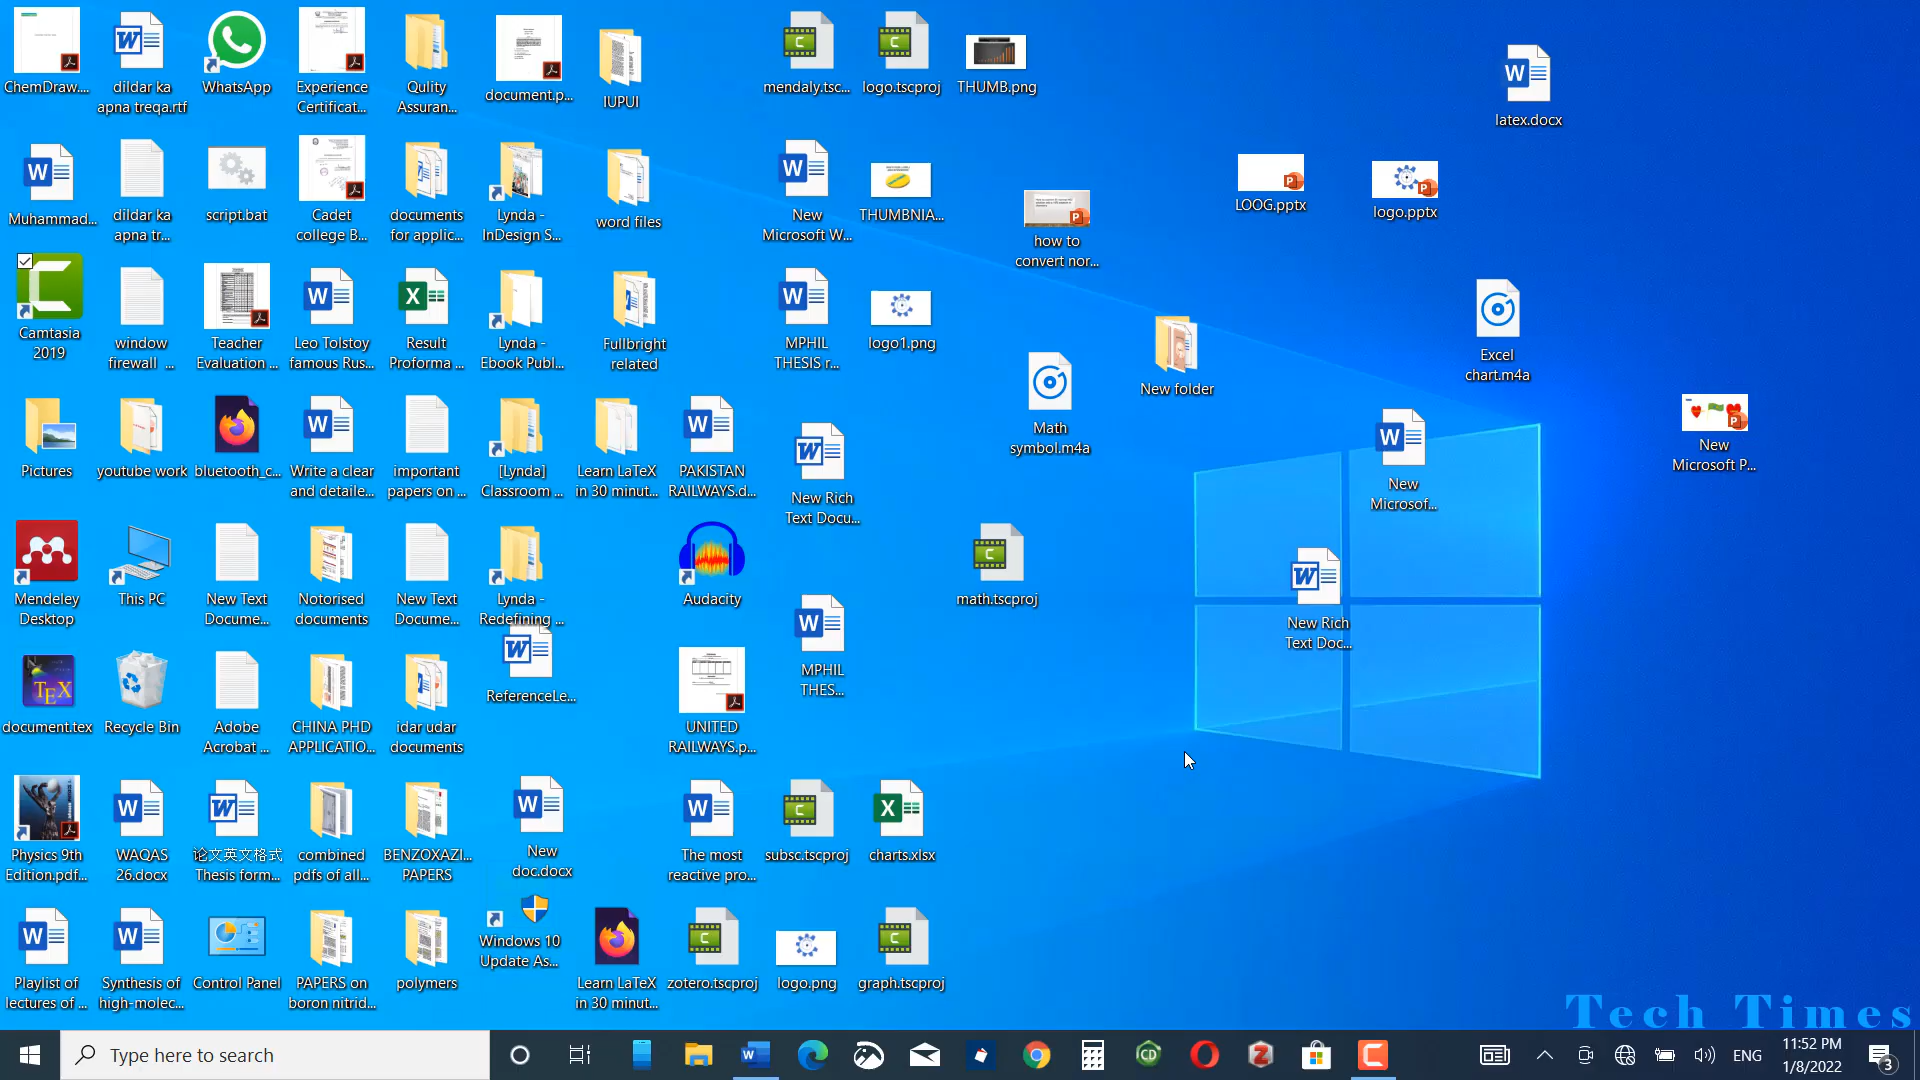 ChemDraw....
dildar ka
apna treqa.rtf
WhatsApp
Experience
Certificat...
Qulity
Assuran...
document.p...
IUPUI
mendaly.tsc...
logo.tscproj
THUMB.png
latex.docx
Muhammad...
dildar ka
apna tr...
script.bat
Cadet
college B...
documents
for applic...
Lynda -
InDesign S...
word files
New
Microsoft W...
THUMBNIA...
how to
convert nor...
LOOG.pptx
logo.pptx
Camtasia
2019
window
firewall ...
Teacher
Evaluation ...
Leo Tolstoy
famous Rus...
Result
Proforma ...
Lynda -
Ebook Publ...
Fullbright
related
MPHIL
THESIS r...
logo1.png
Math
symbol.m4a
New folder
Excel
chart.m4a
Pictures
youtube work
bluetooth_c...
Write a clear
and detaile...
important
papers on ...
[Lynda]
Classroom ...
Learn LaTeX
in 30 minut...
PAKISTAN
RAILWAYS.d...
New Rich
Text Docu...
New
Microsof...
New
Microsoft P...
Mendeley
Desktop
This PC
New Text
Docume...
Notorised
documents
New Text
Docume...
Lynda -
Redefining ...
Audacity
MPHIL
THES...
math.tscproj
New Rich
Text Doc...
TEX
document.tex
Recycle Bin
Adobe
Acrobat ...
CHINA PHD
APPLICATIO...
idar udar
documents
ReferenceLe...
UNITED
RAILWAYS.p...
Physics 9th
Edition.pdf...
WAQAS
26.docx
论文英文格式
Thesis form...
combined
pdfs of all...
BENZOXAZI...
PAPERS
New
doc.docx
The most
reactive pro...
subsc.tscproj
charts.xlsx
Playlist of
lectures of ...
Synthesis of
high-molec...
Control Panel
PAPERS on
boron nitrid...
polymers
Windows 10
Update As...
Learn LaTeX
in 30 minut...
zotero.tscproj
logo.png
graph.tscproj
Tech Times
Type here to search
ENG
11:52 PM
1/8/2022
3